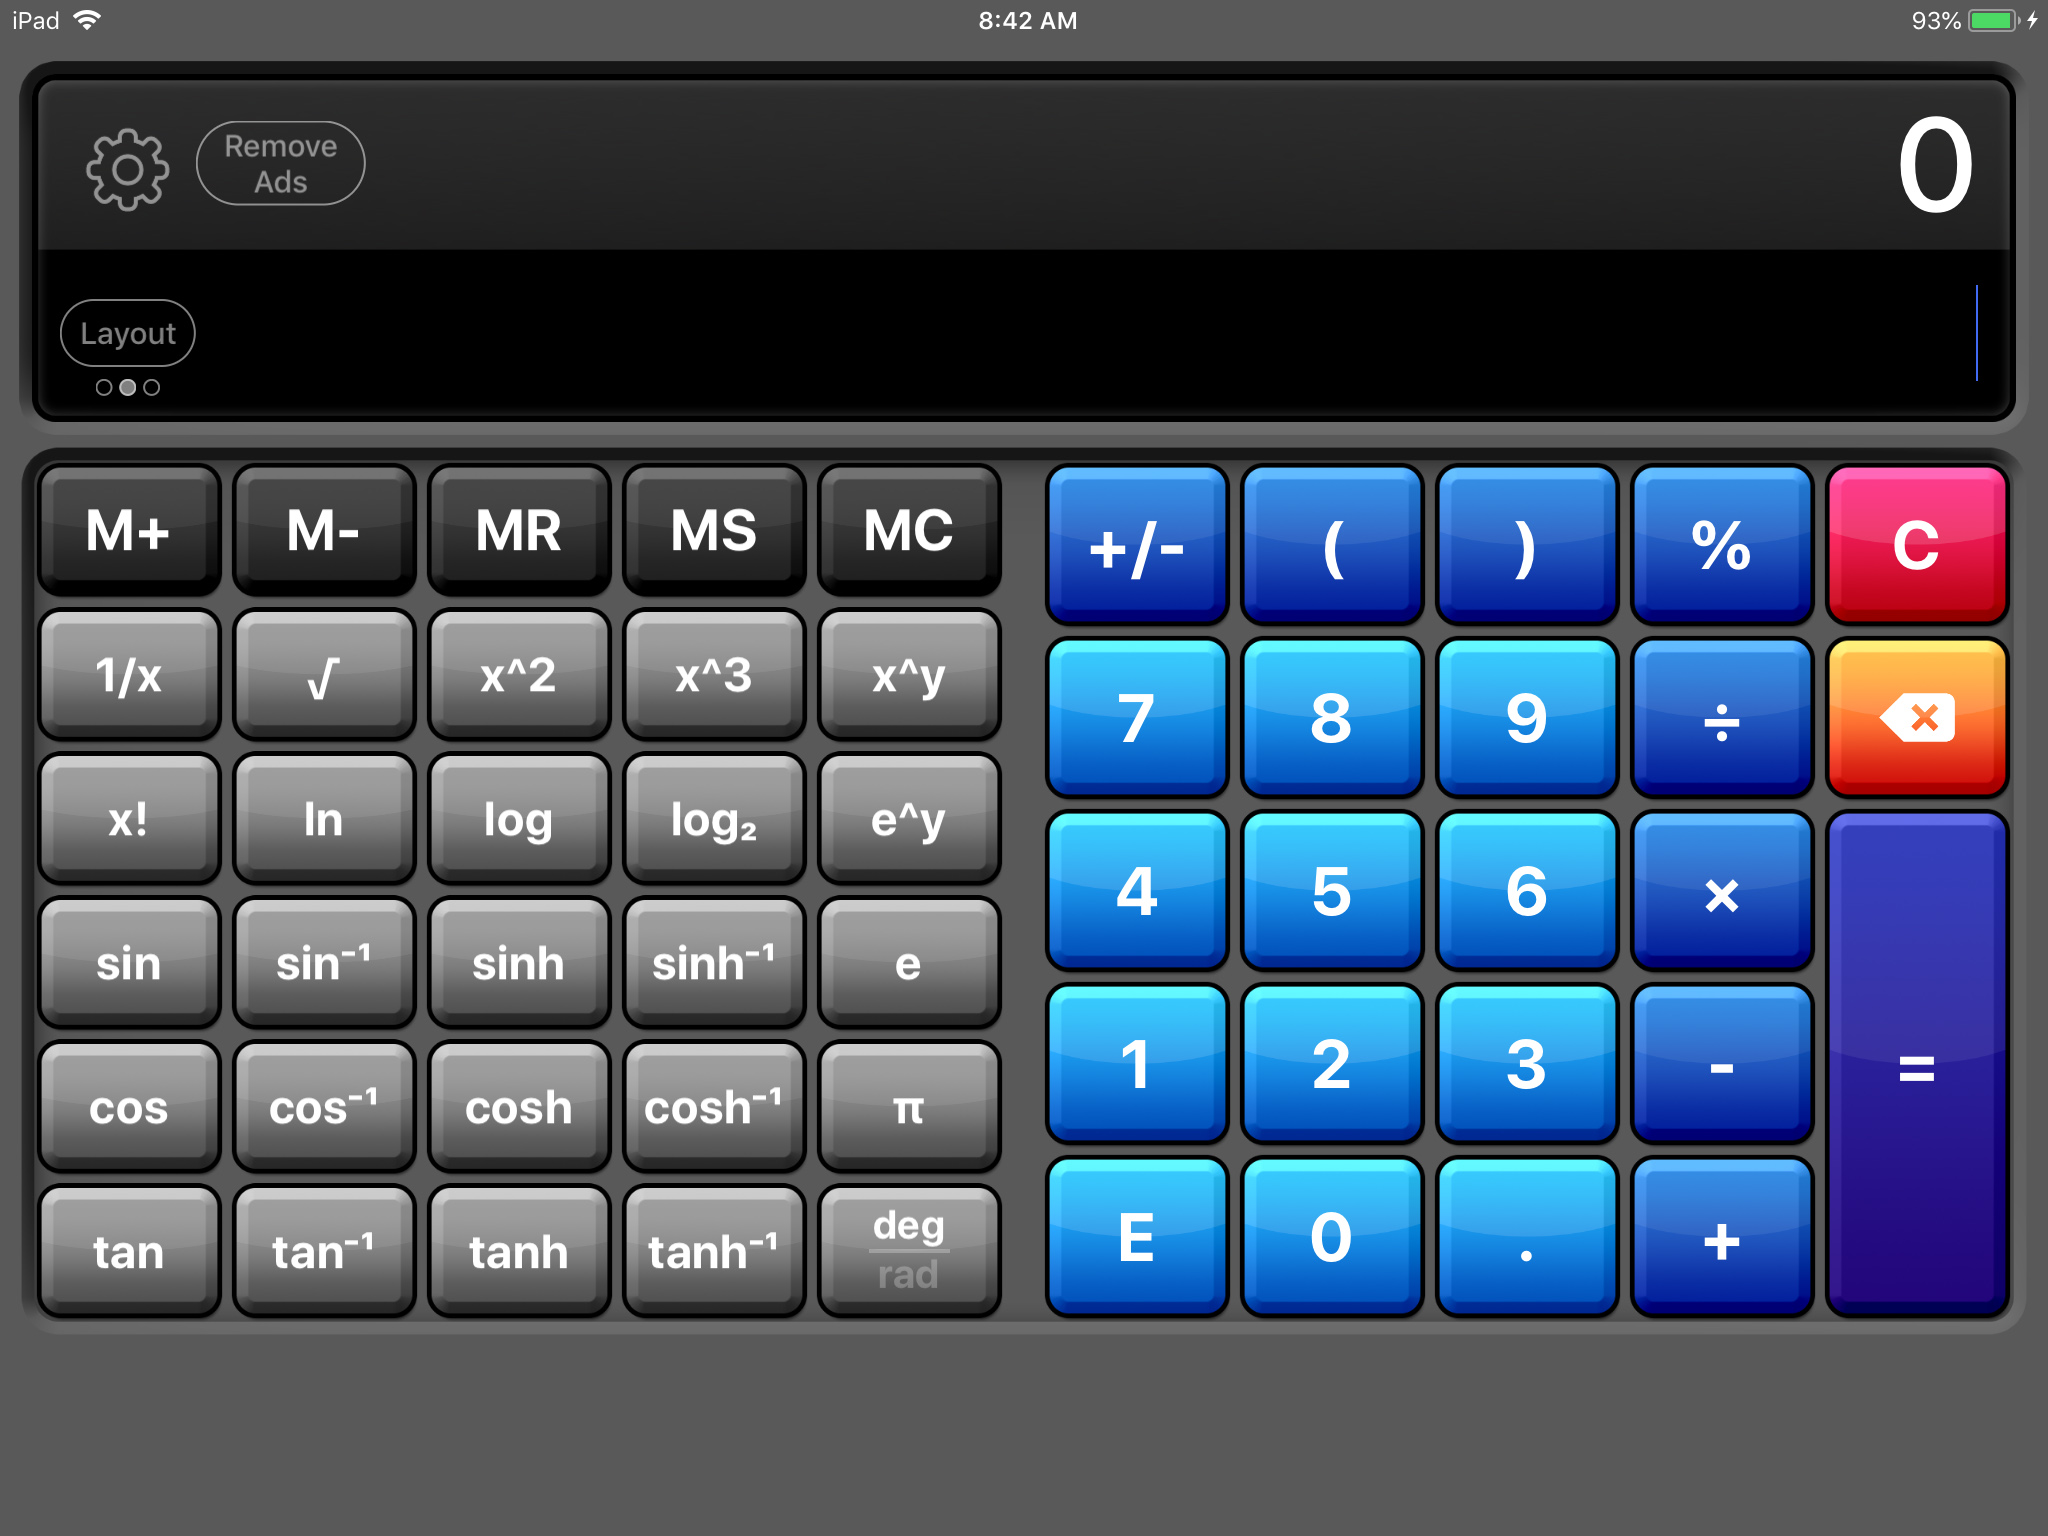 iPad 8:42 AM 93%
Remove
Ads
0
Layout
M+ M- MR MS MC
+/- ( ) % C
1/x √ x^2 x^3 x^y
7 8 9 ÷
x! ln log log₂ e^y
4 5 6 ×
sin sin⁻¹ sinh sinh⁻¹ e
1 2 3 - =
cos cos⁻¹ cosh cosh⁻¹ π
E 0 . +
tan tan⁻¹ tanh tanh⁻¹ deg
rad